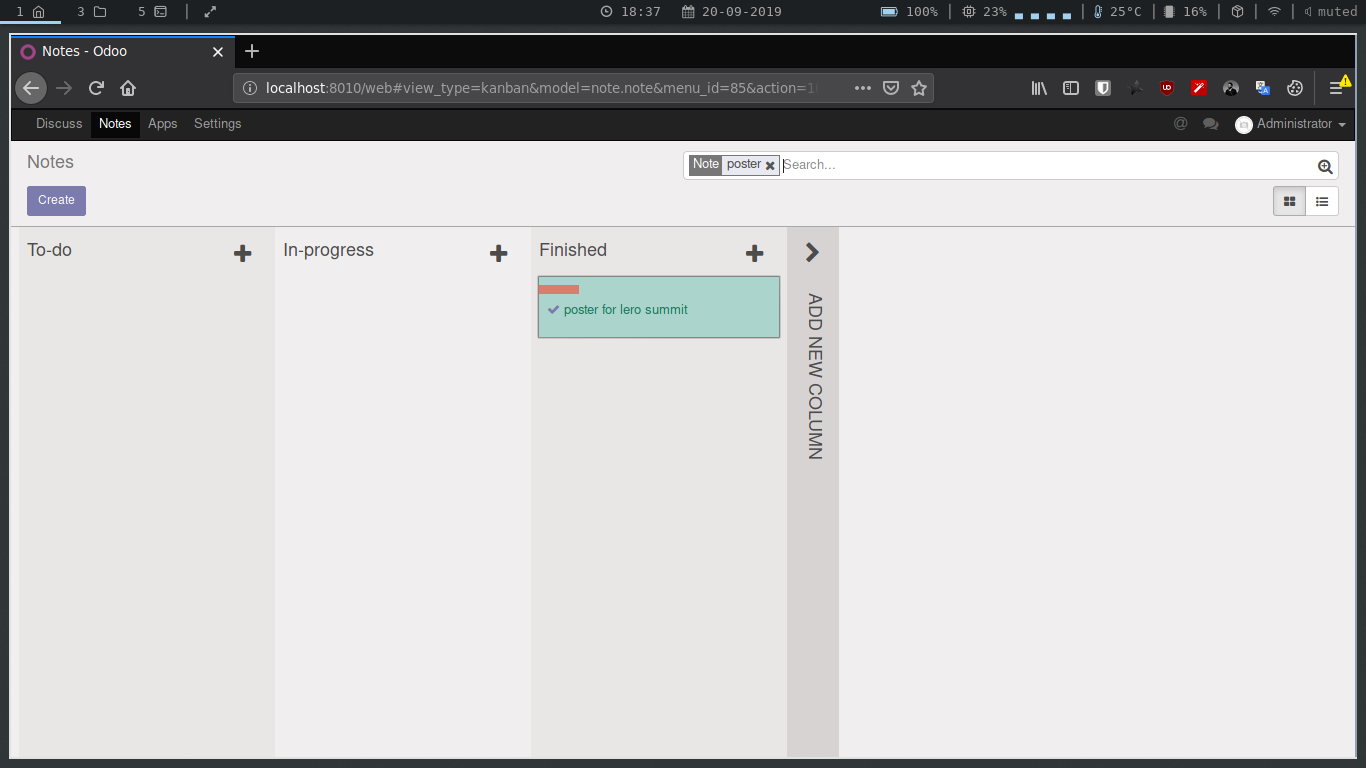 1 3 5 18:37 20-09-2019 100% 23% 25°C 16% muted
Notes - Odoo
localhost:8010/web#view_type=kanban&model=note.note&menu_id=85&action=1
Discuss Notes Apps Settings @ Administrator
Notes
Note poster Search...
Create
To-do In-progress Finished
poster for lero summit
ADD NEW COLUMN